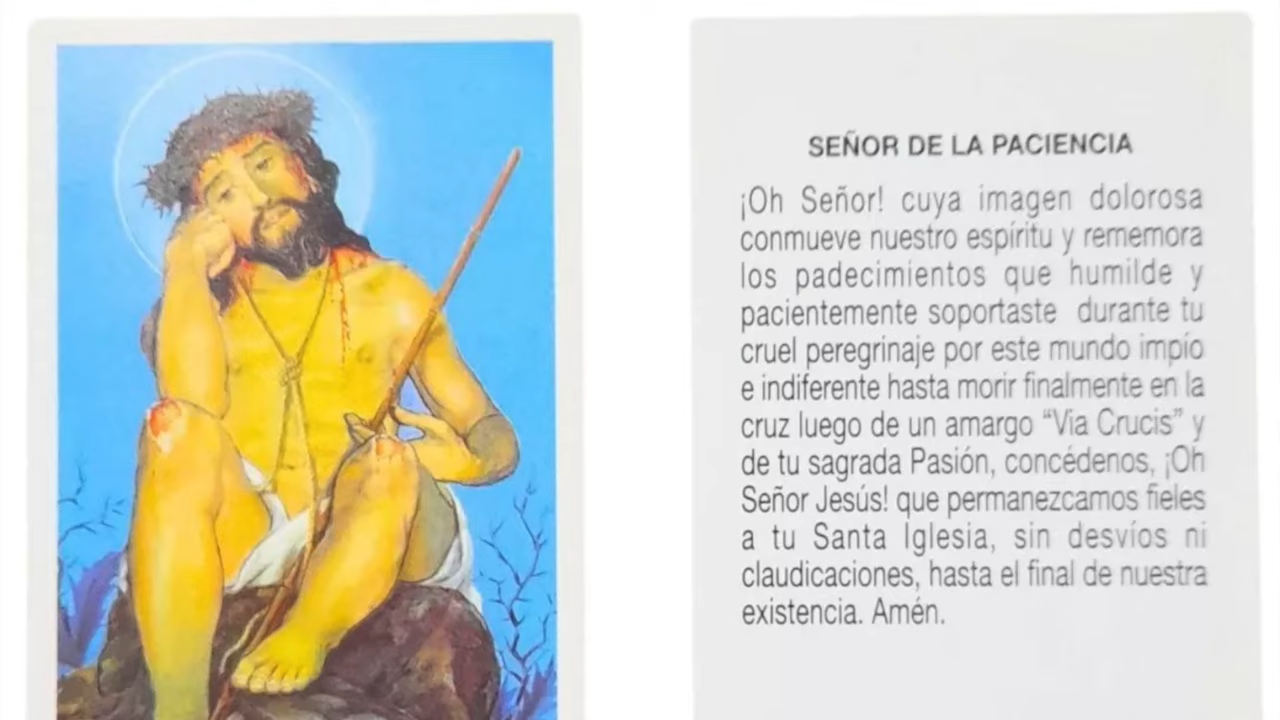 SEÑOR DE LA PACIENCIA
¡Oh Señor! cuya imagen dolorosa
conmueve nuestro espíritu y rememora
los padecimientos que humilde y
pacientemente soportaste durante tu
cruel peregrinaje por este mundo impío
e indiferente hasta morir finalmente en la
cruz luego de un amargo “Via Crucis” y
de tu sagrada Pasión, concédenos, ¡Oh
Señor Jesús! que permanezcamos fieles
a tu Santa Iglesia, sin desvíos ni
claudicaciones, hasta el final de nuestra
existencia. Amén.